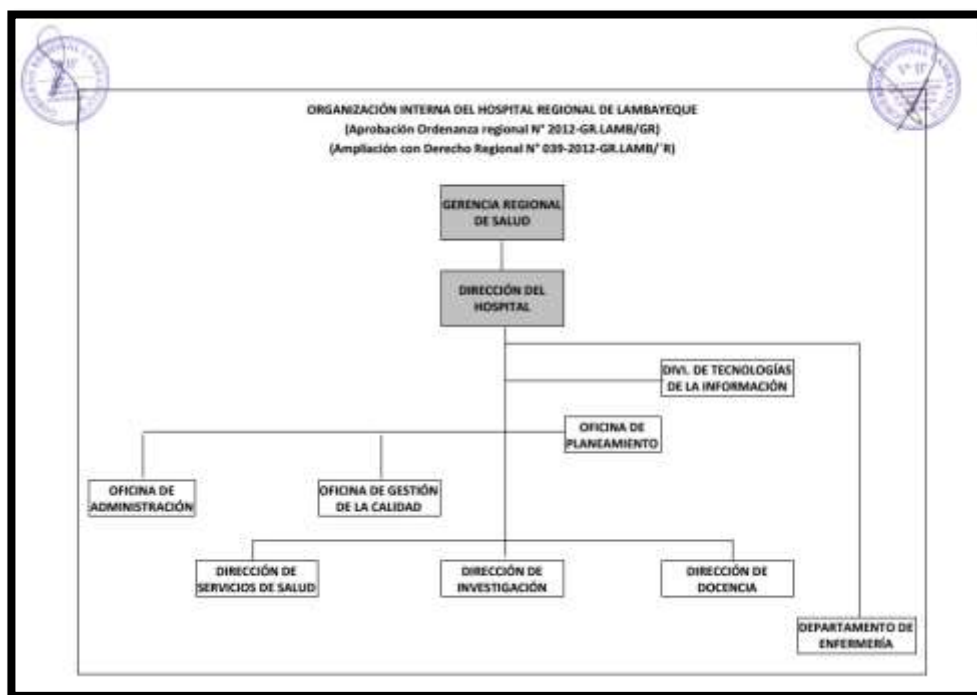 ORGANIZACIÓN INTERNA DEL HOSPITAL REGIONAL DE LAMBAYEQUE
(Aprobación Ordenanza regional N° 2012-GR.LAMB/GR)
(Ampliación con Derecho Regional N° 039-2012-GR.LAMB/¨R)
GERENCIA REGIONAL
DE SALUD
DIRECCIÓN DEL
HOSPITAL
DIVI. DE TECNOLOGÍAS
DE LA INFORMACIÓN
OFICINA DE
PLANEAMIENTO
OFICINA DE
ADMINISTRACIÓN
OFICINA DE GESTIÓN
DE LA CALIDAD
DIRECCIÓN DE
SERVICIOS DE SALUD
DIRECCIÓN DE
INVESTIGACIÓN
DIRECCIÓN DE
DOCENCIA
DEPARTAMENTO DE
ENFERMERÍA